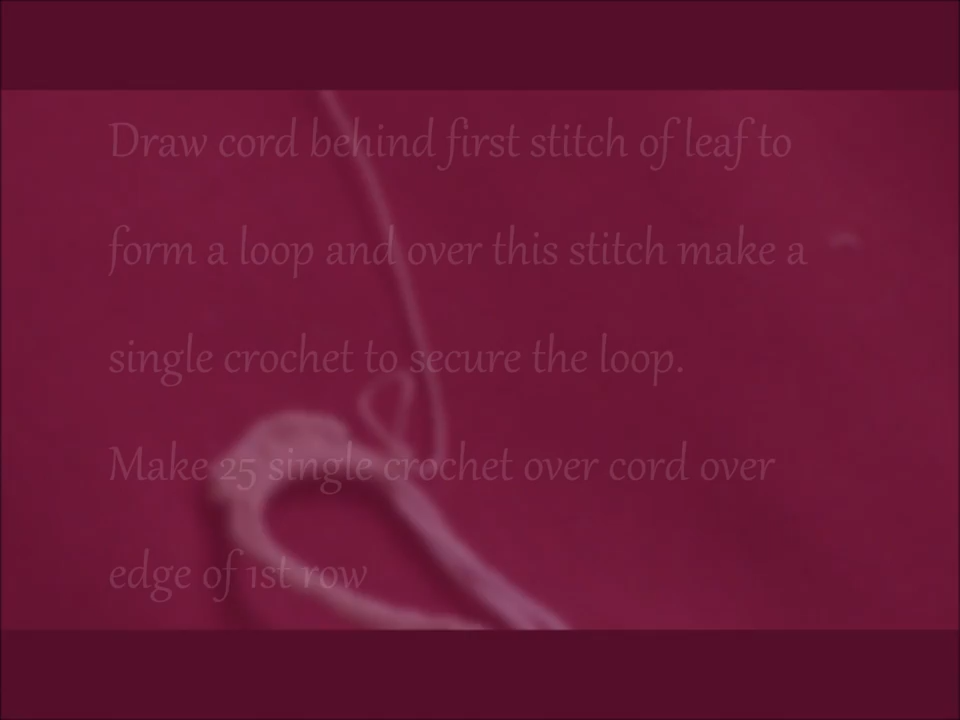 Draw cord behind first stitch of leaf to
form a loop and over this stitch make a
single crochet to secure the loop.
Make 25 single crochet over cord over
edge of 1st row